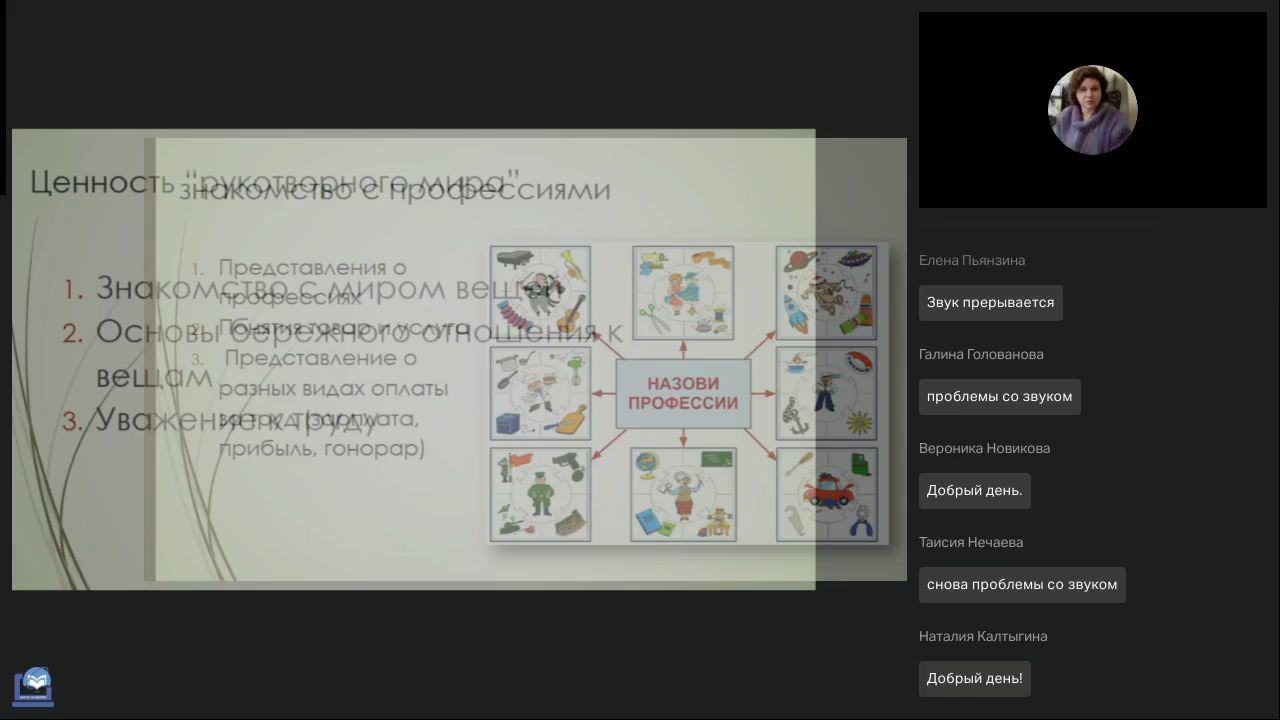 Ценность “рукотворного мира”
1. Знакомство с миром вещей
2. Основы бережного отношения к
вещам
3. Уважение к труду
знакомство с профессиями
1. Представления о
профессиях
2. Понятия товар и услуга
3. Представление о
разных видах оплаты
за труд (зарплата,
прибыль, гонорар)
НАЗОВИ
ПРОФЕССИИ
Елена Пьянзина
Звук прерывается
Галина Голованова
проблемы со звуком
Вероника Новикова
Добрый день.
Таисия Нечаева
снова проблемы со звуком
Наталия Калтыгина
Добрый день!